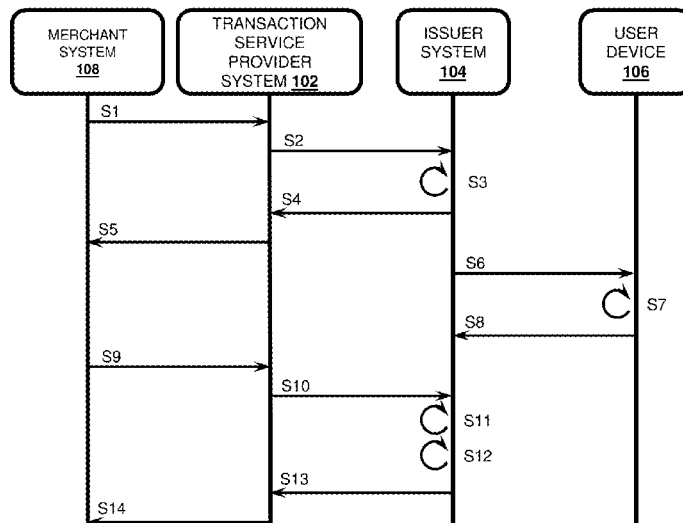 MERCHANT
SYSTEM
108
TRANSACTION
SERVICE
PROVIDER
SYSTEM 102
ISSUER
SYSTEM
104
USER
DEVICE
106
S1
S2
S3
S4
S5
S6
S7
S8
S9
S10
S11
S12
S13
S14